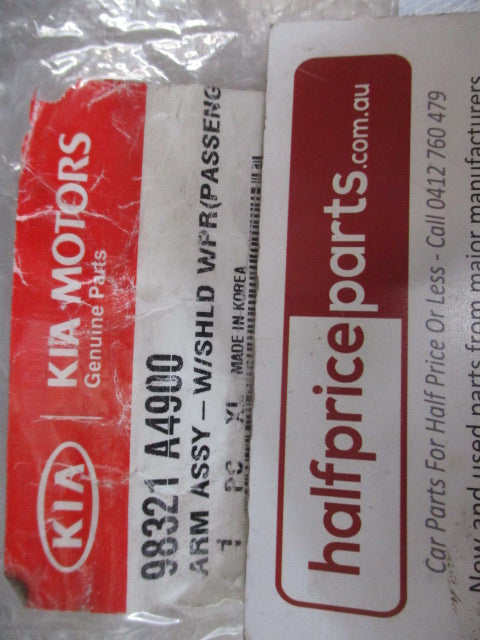 KIA | KIA MOTORS
Genuine Parts
98321 A4900
ARM ASSY-W/SHLD WPR(PASSENG
1 PC XL MADE IN KOREA
halfpriceparts.com.au
Car Parts For Half Price Or Less - Call 0412 760 479
New and used parts from major manufacturers